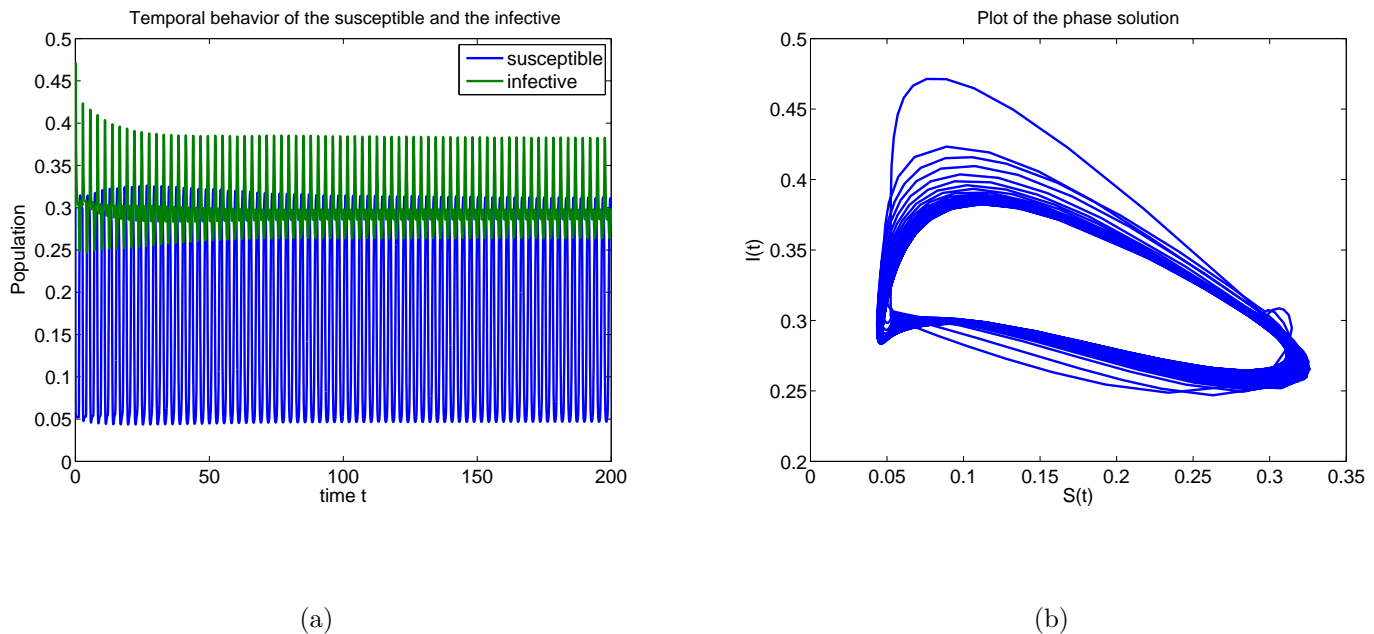 Temporal behavior of the susceptible and the infective
0.5
0.45
0.4
0.35
0.3
0.25
0.2
0.15
0.1
0.05
0
Population
susceptible
infective
0 50 100 150 200
time t
(a)
Plot of the phase solution
0.5
0.45
0.4
0.35
0.3
0.25
0.2
I(t)
0 0.05 0.1 0.15 0.2 0.25 0.3 0.35
S(t)
(b)